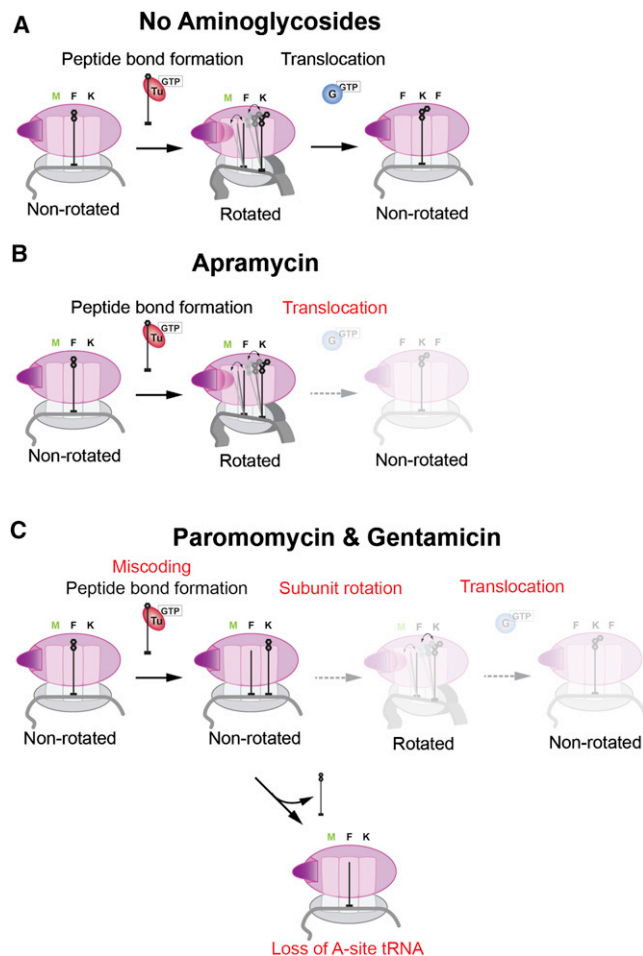 A
No Aminoglycosides
Peptide bond formation
Translocation
M F K
Tu
GTP
M F K
G
GTP
F K F
Non-rotated
Rotated
Non-rotated
B
Apramycin
Peptide bond formation
Translocation
M F K
Tu
GTP
M F K
G
GTP
F K F
Non-rotated
Rotated
Non-rotated
C
Paromomycin & Gentamicin
Miscoding
Peptide bond formation
Subunit rotation
Translocation
M F K
Tu
GTP
M F K
M F K
G
GTP
F K F
Non-rotated
Non-rotated
Rotated
Non-rotated
M F K
Loss of A-site tRNA